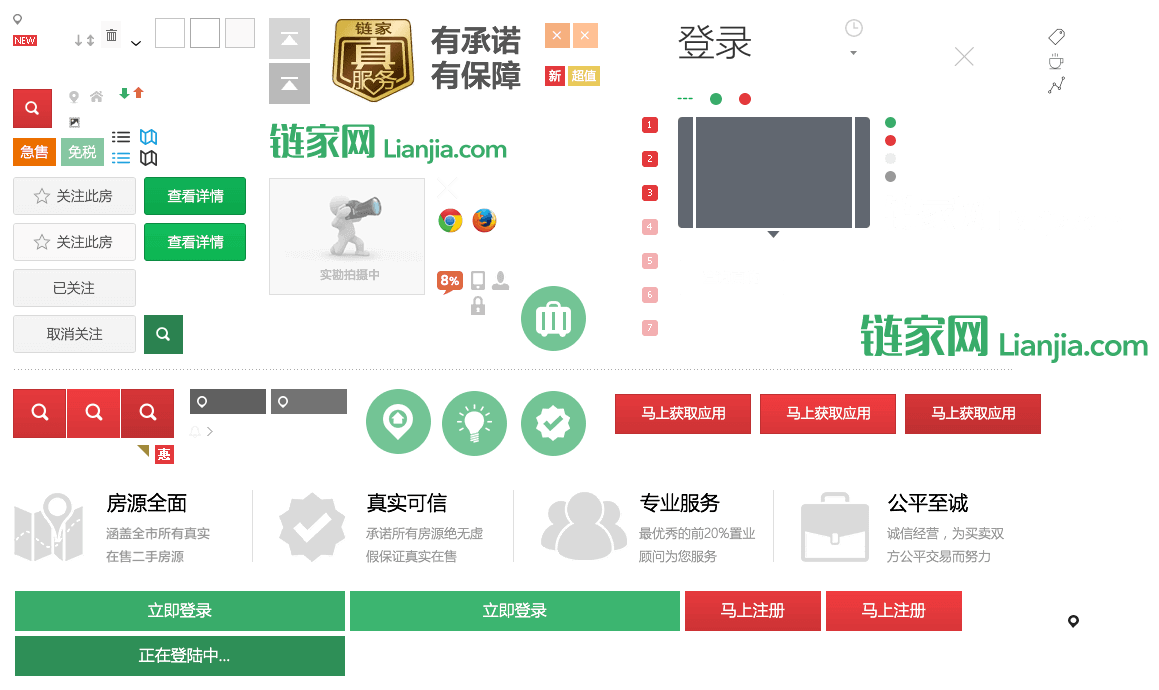 NEW
链家
真
服务
有承诺
有保障
登录
新
超值
1
2
3
4
5
6
7
急售
免税
链家网 Lianjia.com
关注此房
查看详情
关注此房
查看详情
已关注
取消关注
实勘拍摄中
8%
链家网 Lianjia.com
马上获取应用
马上获取应用
马上获取应用
惠
房源全面
涵盖全市所有真实
在售二手房源
真实可信
承诺所有房源绝无虚
假保证真实在售
专业服务
最优秀的前20%置业
顾问为您服务
公平至诚
诚信经营，为买卖双
方公平交易而努力
立即登录
立即登录
马上注册
马上注册
正在登陆中...